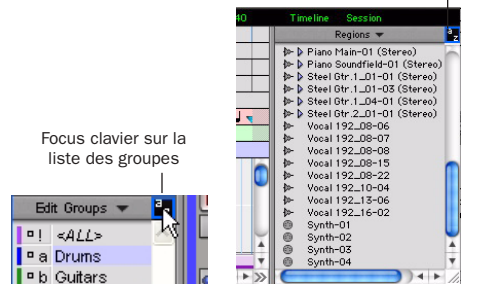 40 Timeline Session
Regions
a z
Piano Main-01 (Stereo)
Piano Soundfield-01 (Stereo)
Steel Gtr.1_01-01 (Stereo)
Steel Gtr.1_01-03 (Stereo)
Steel Gtr.1_04-01 (Stereo)
Steel Gtr.2_01-01 (Stereo)
Vocal 192_08-06
Vocal 192_08-07
Vocal 192_08-08
Vocal 192_08-15
Vocal 192_08-22
Vocal 192_10-04
Vocal 192_13-06
Vocal 192_16-02
Synth-01
Synth-02
Synth-03
Synth-04
Focus clavier sur la
liste des groupes
Edit Groups
a
! <ALL>
a Drums
b Guitars